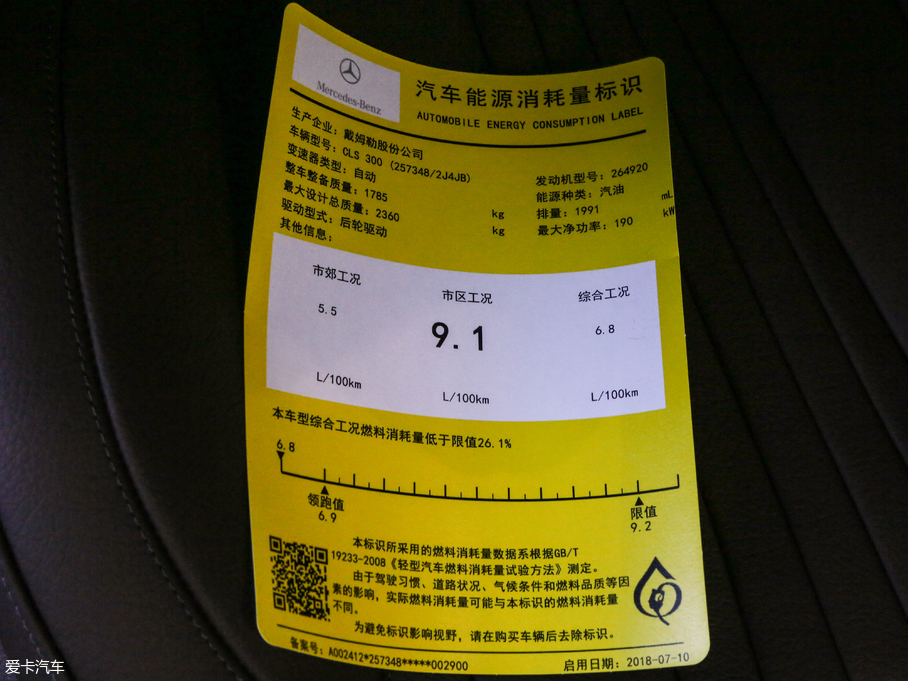 Mercedes-Benz
汽车能源消耗量标识
AUTOMOBILE ENERGY CONSUMPTION LABEL
生产企业：戴姆勒股份公司
车辆型号：CLS 300 (257348/2J4JB)
发动机型号：264920
变速器类型：自动
能源种类：汽油
整车整备质量：1785 kg
排量：1991 mL
最大设计总质量：2360 kg
最大净功率：190 kW
驱动型式：后轮驱动
其他信息：
市郊工况 市区工况 综合工况
5.5 9.1 6.8
L/100km L/100km L/100km
本车型综合工况燃料消耗量低于限值26.1%
6.8
领跑值 限值
6.9 9.2
本标识所采用的燃料消耗量数据系根据GB/T
19233-2008《轻型汽车燃料消耗量试验方法》测定。
由于驾驶习惯、道路状况、气候条件和燃料品质等因
素的影响，实际燃料消耗量可能与本标识的燃料消耗量
不同。
为避免标识影响视野，请在购买车辆后去除标识。
备案号：A002412*257348*****002900 启用日期：2018-07-10
爱卡汽车